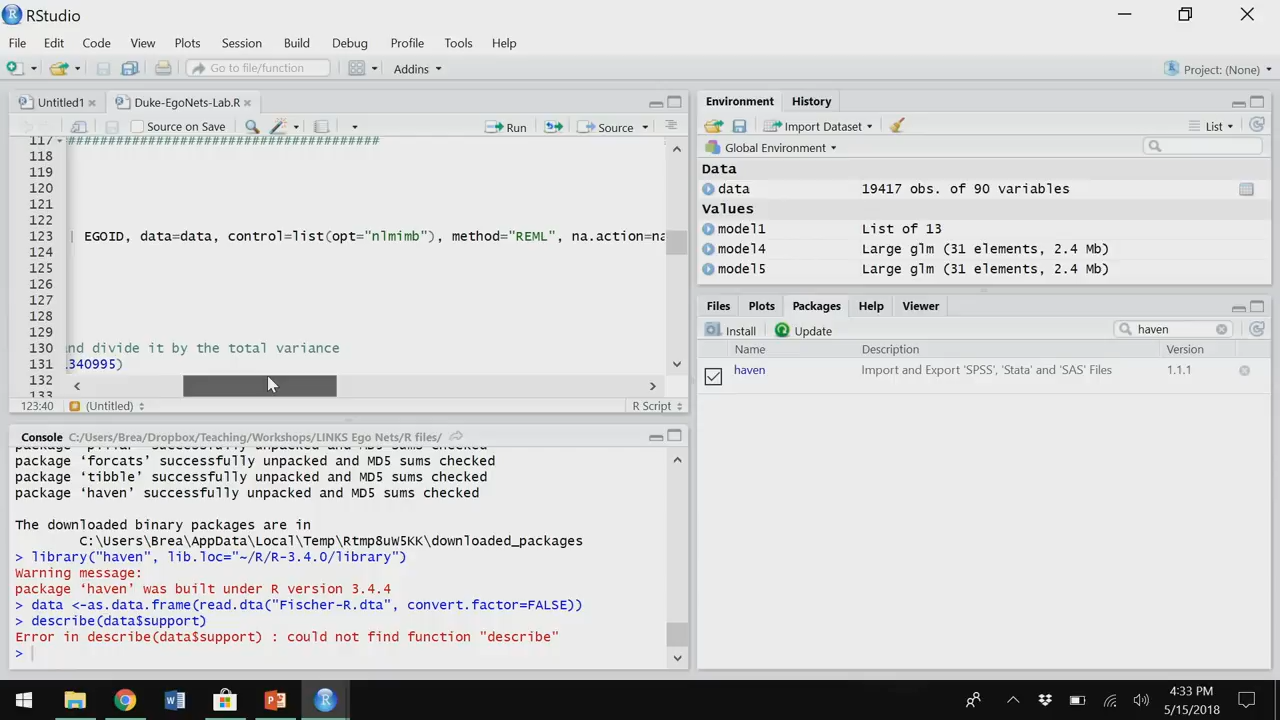 RStudio
File Edit Code View Plots Session Build Debug Profile Tools Help
Go to file/function Addins Project: (None)
Untitled1 Duke-EgoNets-Lab.R
Source on Save Run Source
117 ######################################
118
119
120
121
122
123 | EGOID, data=data, control=list(opt="nlmimb"), method="REML", na.action=na
124
125
126
127
128
129
130 nd divide it by the total variance
131 .340995)
132
133
123:40 (Untitled) R Script
Console C:/Users/Brea/Dropbox/Teaching/Workshops/LINKS Ego Nets/R files/
package ‘pillar’ successfully unpacked and MD5 sums checked
package ‘forcats’ successfully unpacked and MD5 sums checked
package ‘tibble’ successfully unpacked and MD5 sums checked
package ‘haven’ successfully unpacked and MD5 sums checked
The downloaded binary packages are in
C:\Users\Brea\AppData\Local\Temp\Rtmp8uW5KK\downloaded_packages
> library("haven", lib.loc="~/R/R-3.4.0/library")
Warning message:
package ‘haven’ was built under R version 3.4.4
> data <-as.data.frame(read.dta("Fischer-R.dta", convert.factor=FALSE))
> describe(data$support)
Error in describe(data$support) : could not find function "describe"
>
Environment History
Import Dataset List
Global Environment
Data
data 19417 obs. of 90 variables
Values
model1 List of 13
model4 Large glm (31 elements, 2.4 Mb)
model5 Large glm (31 elements, 2.4 Mb)
Files Plots Packages Help Viewer
Install Update haven
Name Description Version
haven Import and Export 'SPSS', 'Stata' and 'SAS' Files 1.1.1
4:33 PM
5/15/2018